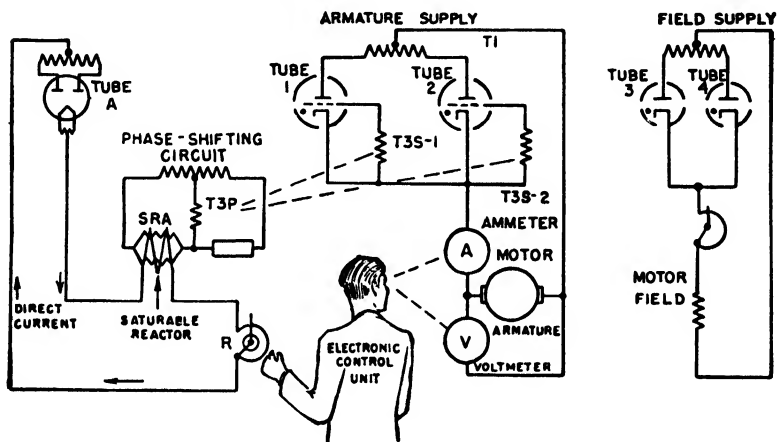 ARMATURE SUPPLY
FIELD SUPPLY
T1
TUBE
A
TUBE
1
TUBE
2
TUBE
3
TUBE
4
PHASE-SHIFTING
CIRCUIT
T3S-1
T3P
T3S-2
SRA
AMMETER
A
MOTOR
ARMATURE
V
VOLTMETER
MOTOR
FIELD
DIRECT
CURRENT
SATURABLE
REACTOR
R
ELECTRONIC
CONTROL
UNIT